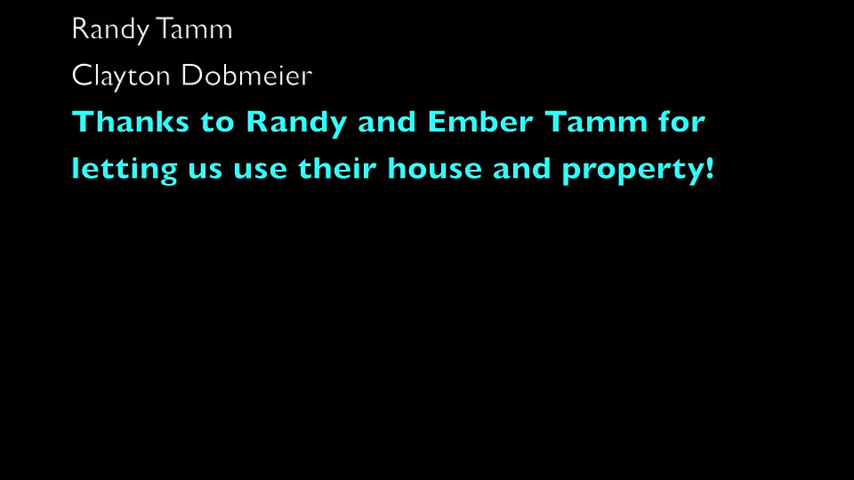 Randy Tamm
Clayton Dobmeier
Thanks to Randy and Ember Tamm for
letting us use their house and property!